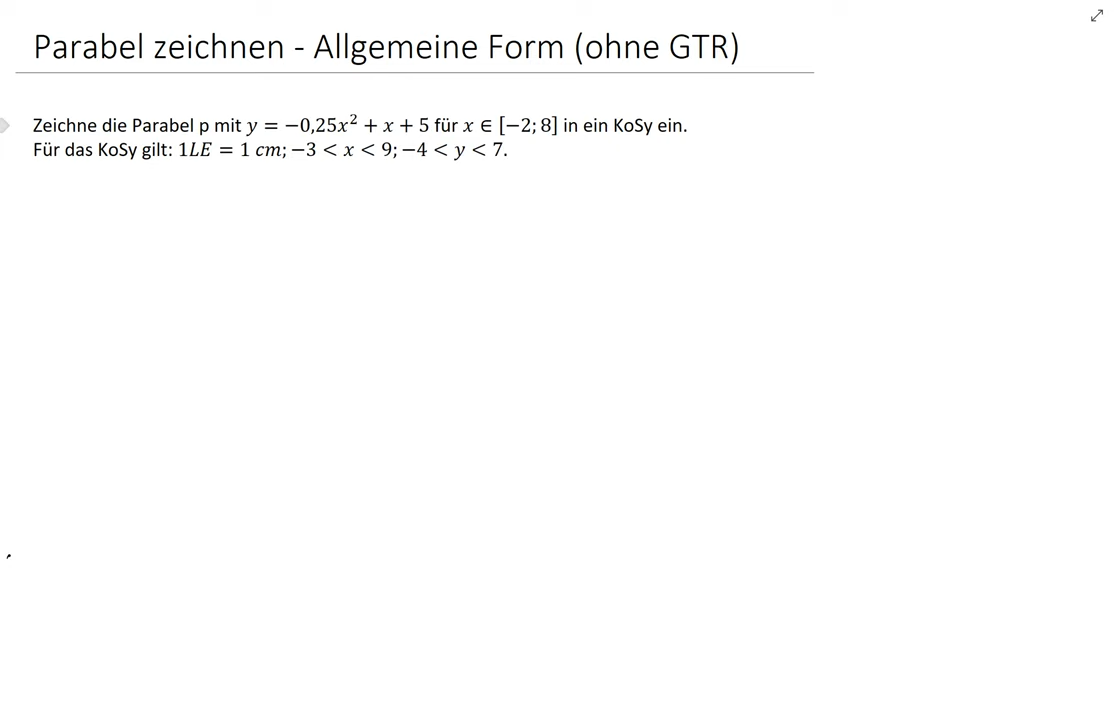 Parabel zeichnen - Allgemeine Form (ohne GTR)
Zeichne die Parabel p mit y = −0,25x² + x + 5 für x ∈ [−2; 8] in ein KoSy ein.
Für das KoSy gilt: 1LE = 1 cm; −3 < x < 9; −4 < y < 7.